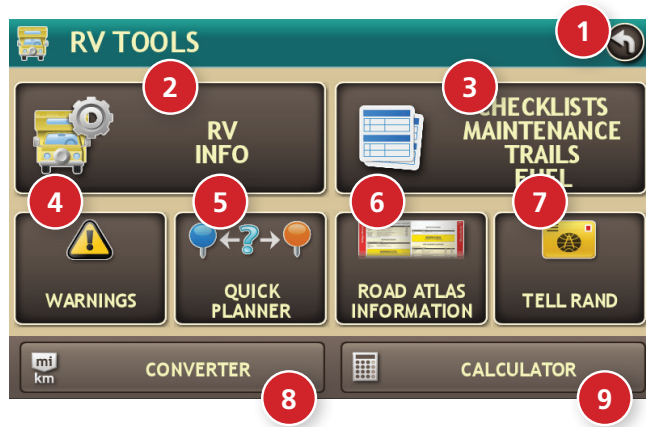 RV TOOLS
1
2
3
RV
INFO
CHECKLISTS
MAINTENANCE
TRAILS
FUEL
4
5
6
7
WARNINGS
QUICK
PLANNER
ROAD ATLAS
INFORMATION
TELL RAND
mi
km
CONVERTER
CALCULATOR
8
9